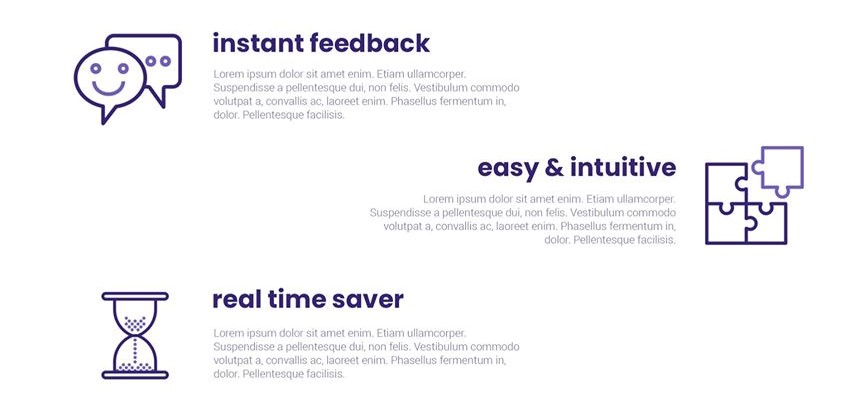 instant feedback
Lorem ipsum dolor sit amet enim. Etiam ullamcorper.
Suspendisse a pellentesque dui, non felis. Vestibulum commodo
volutpat a, convallis ac, laoreet enim. Phasellus fermentum in,
dolor. Pellentesque facilisis.
easy & intuitive
Lorem ipsum dolor sit amet enim. Etiam ullamcorper.
Suspendisse a pellentesque dui, non felis. Vestibulum commodo
volutpat a, convallis ac, laoreet enim. Phasellus fermentum in,
dolor. Pellentesque facilisis.
real time saver
Lorem ipsum dolor sit amet enim. Etiam ullamcorper.
Suspendisse a pellentesque dui, non felis. Vestibulum commodo
volutpat a, convallis ac, laoreet enim. Phasellus fermentum in,
dolor. Pellentesque facilisis.